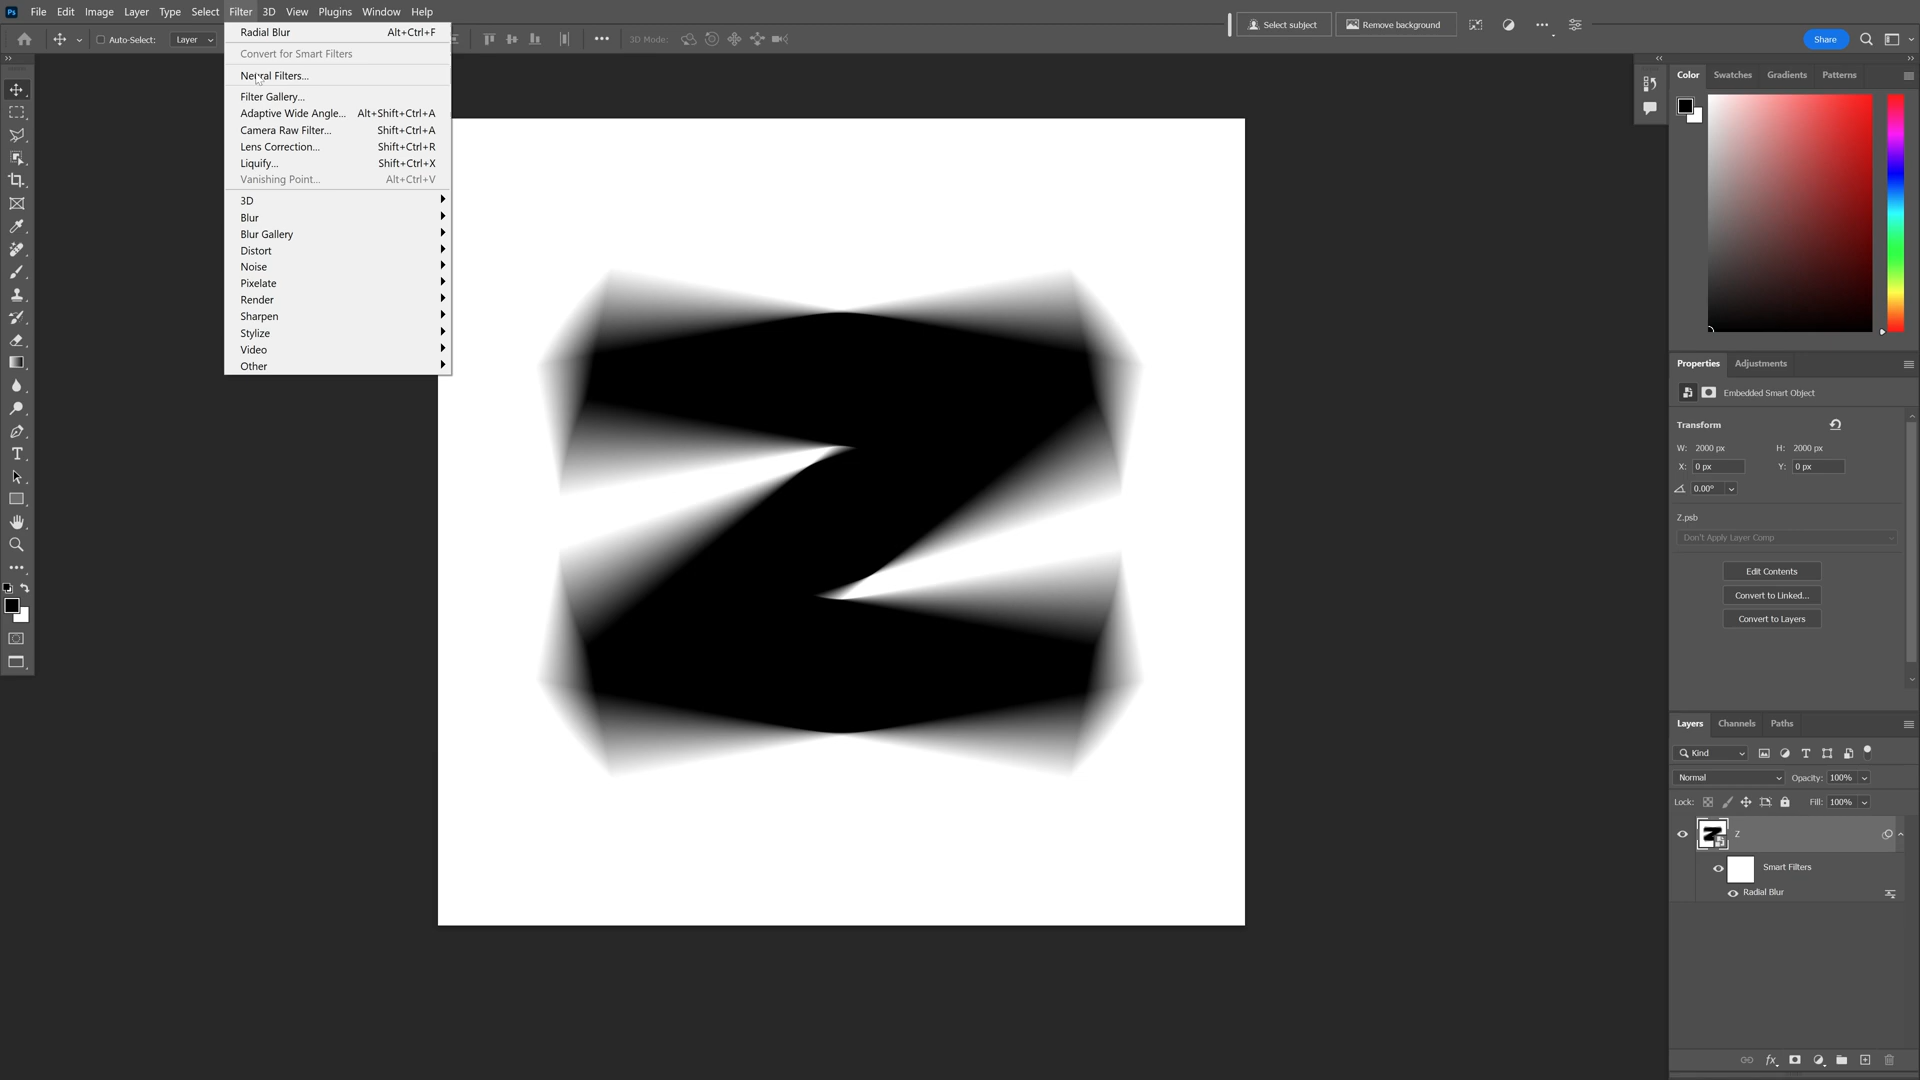 Ps File Edit Image Layer Type Select Filter 3D View Plugins Window Help
Auto-Select: Layer 3D Mode: Select subject Remove background Share
Radial Blur Alt+Ctrl+F
Convert for Smart Filters
Neural Filters...
Filter Gallery...
Adaptive Wide Angle... Alt+Shift+Ctrl+A
Camera Raw Filter... Shift+Ctrl+A
Lens Correction... Shift+Ctrl+R
Liquify... Shift+Ctrl+X
Vanishing Point... Alt+Ctrl+V
3D
Blur
Blur Gallery
Distort
Noise
Pixelate
Render
Sharpen
Stylize
Video
Other
Z
Color Swatches Gradients Patterns
Properties Adjustments
Embedded Smart Object
Transform
W: 2000 px H: 2000 px
X: 0 px Y: 0 px
0.00°
Z.psb
Don't Apply Layer Comp
Edit Contents
Convert to Linked...
Convert to Layers
Layers Channels Paths
Kind
Normal Opacity: 100%
Lock: Fill: 100%
Z
Smart Filters
Radial Blur
fx